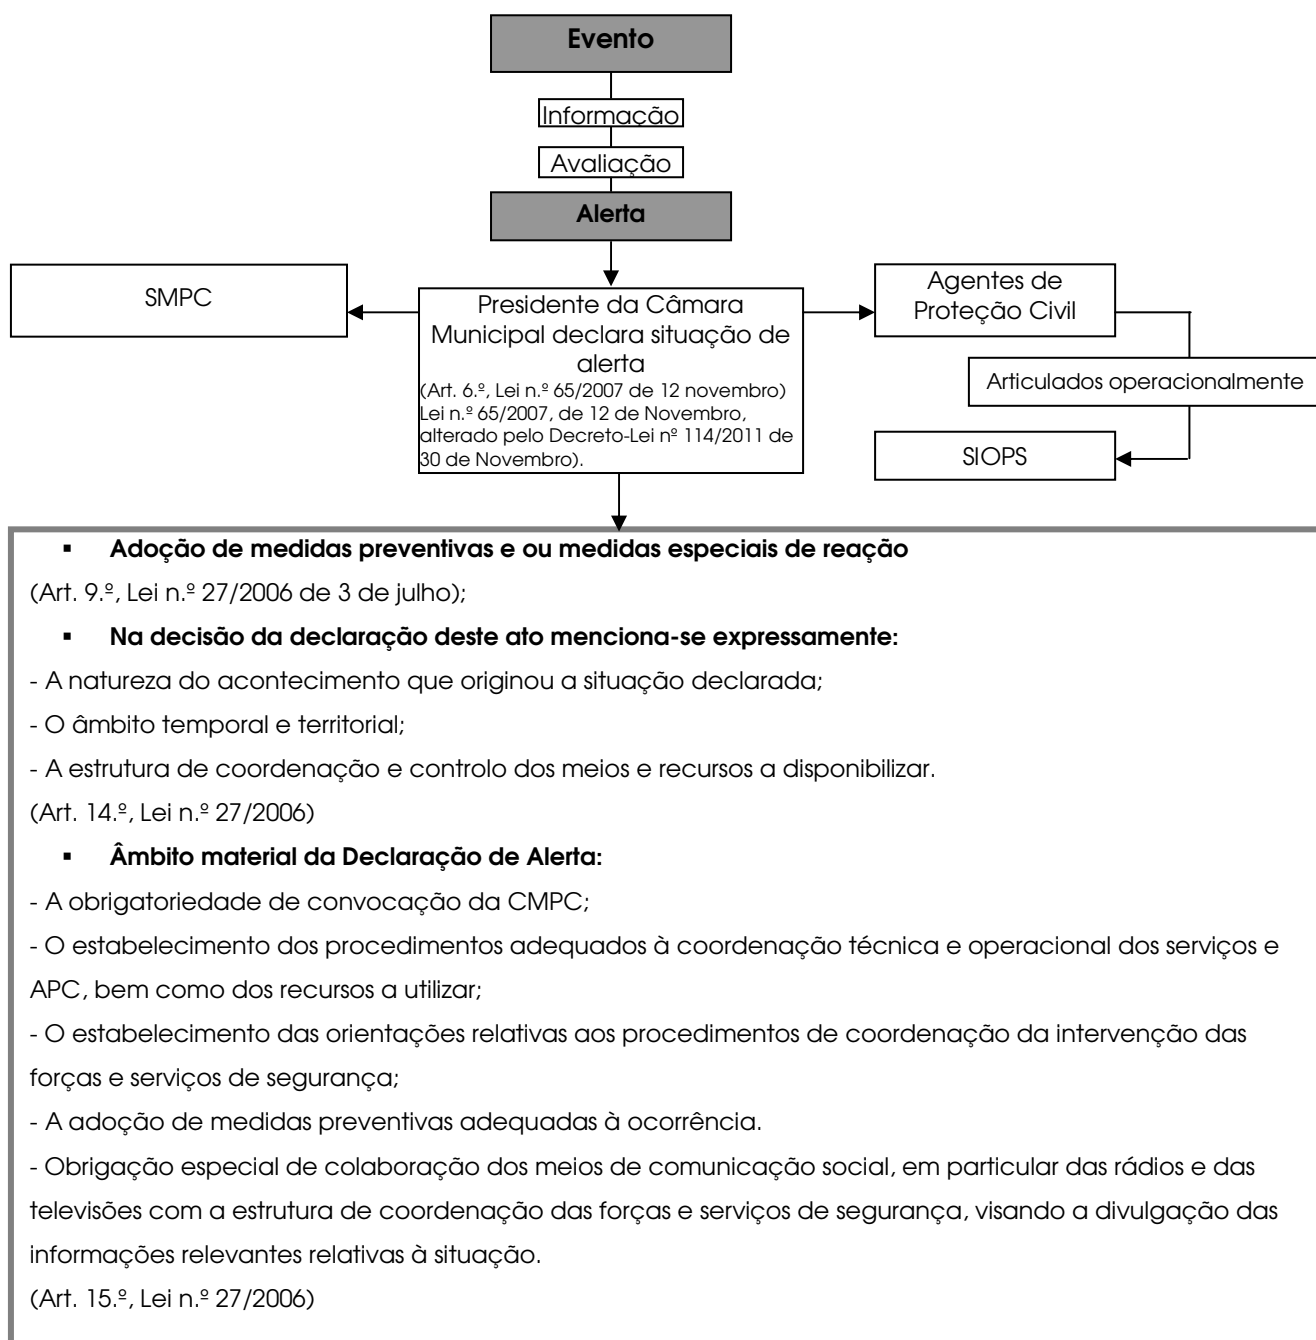 Evento
Informação
Avaliação
Alerta
SMPC
Presidente da Câmara
Municipal declara situação de
alerta
(Art. 6.º, Lei n.º 65/2007 de 12 novembro)
Lei n.º 65/2007, de 12 de Novembro,
alterado pelo Decreto-Lei nº 114/2011 de
30 de Novembro).
Agentes de
Proteção Civil
Articulados operacionalmente
SIOPS
▪ Adoção de medidas preventivas e ou medidas especiais de reação
(Art. 9.º, Lei n.º 27/2006 de 3 de julho);
▪ Na decisão da declaração deste ato menciona-se expressamente:
- A natureza do acontecimento que originou a situação declarada;
- O âmbito temporal e territorial;
- A estrutura de coordenação e controlo dos meios e recursos a disponibilizar.
(Art. 14.º, Lei n.º 27/2006)
▪ Âmbito material da Declaração de Alerta:
- A obrigatoriedade de convocação da CMPC;
- O estabelecimento dos procedimentos adequados à coordenação técnica e operacional dos serviços e
APC, bem como dos recursos a utilizar;
- O estabelecimento das orientações relativas aos procedimentos de coordenação da intervenção das
forças e serviços de segurança;
- A adoção de medidas preventivas adequadas à ocorrência.
- Obrigação especial de colaboração dos meios de comunicação social, em particular das rádios e das
televisões com a estrutura de coordenação das forças e serviços de segurança, visando a divulgação das
informações relevantes relativas à situação.
(Art. 15.º, Lei n.º 27/2006)